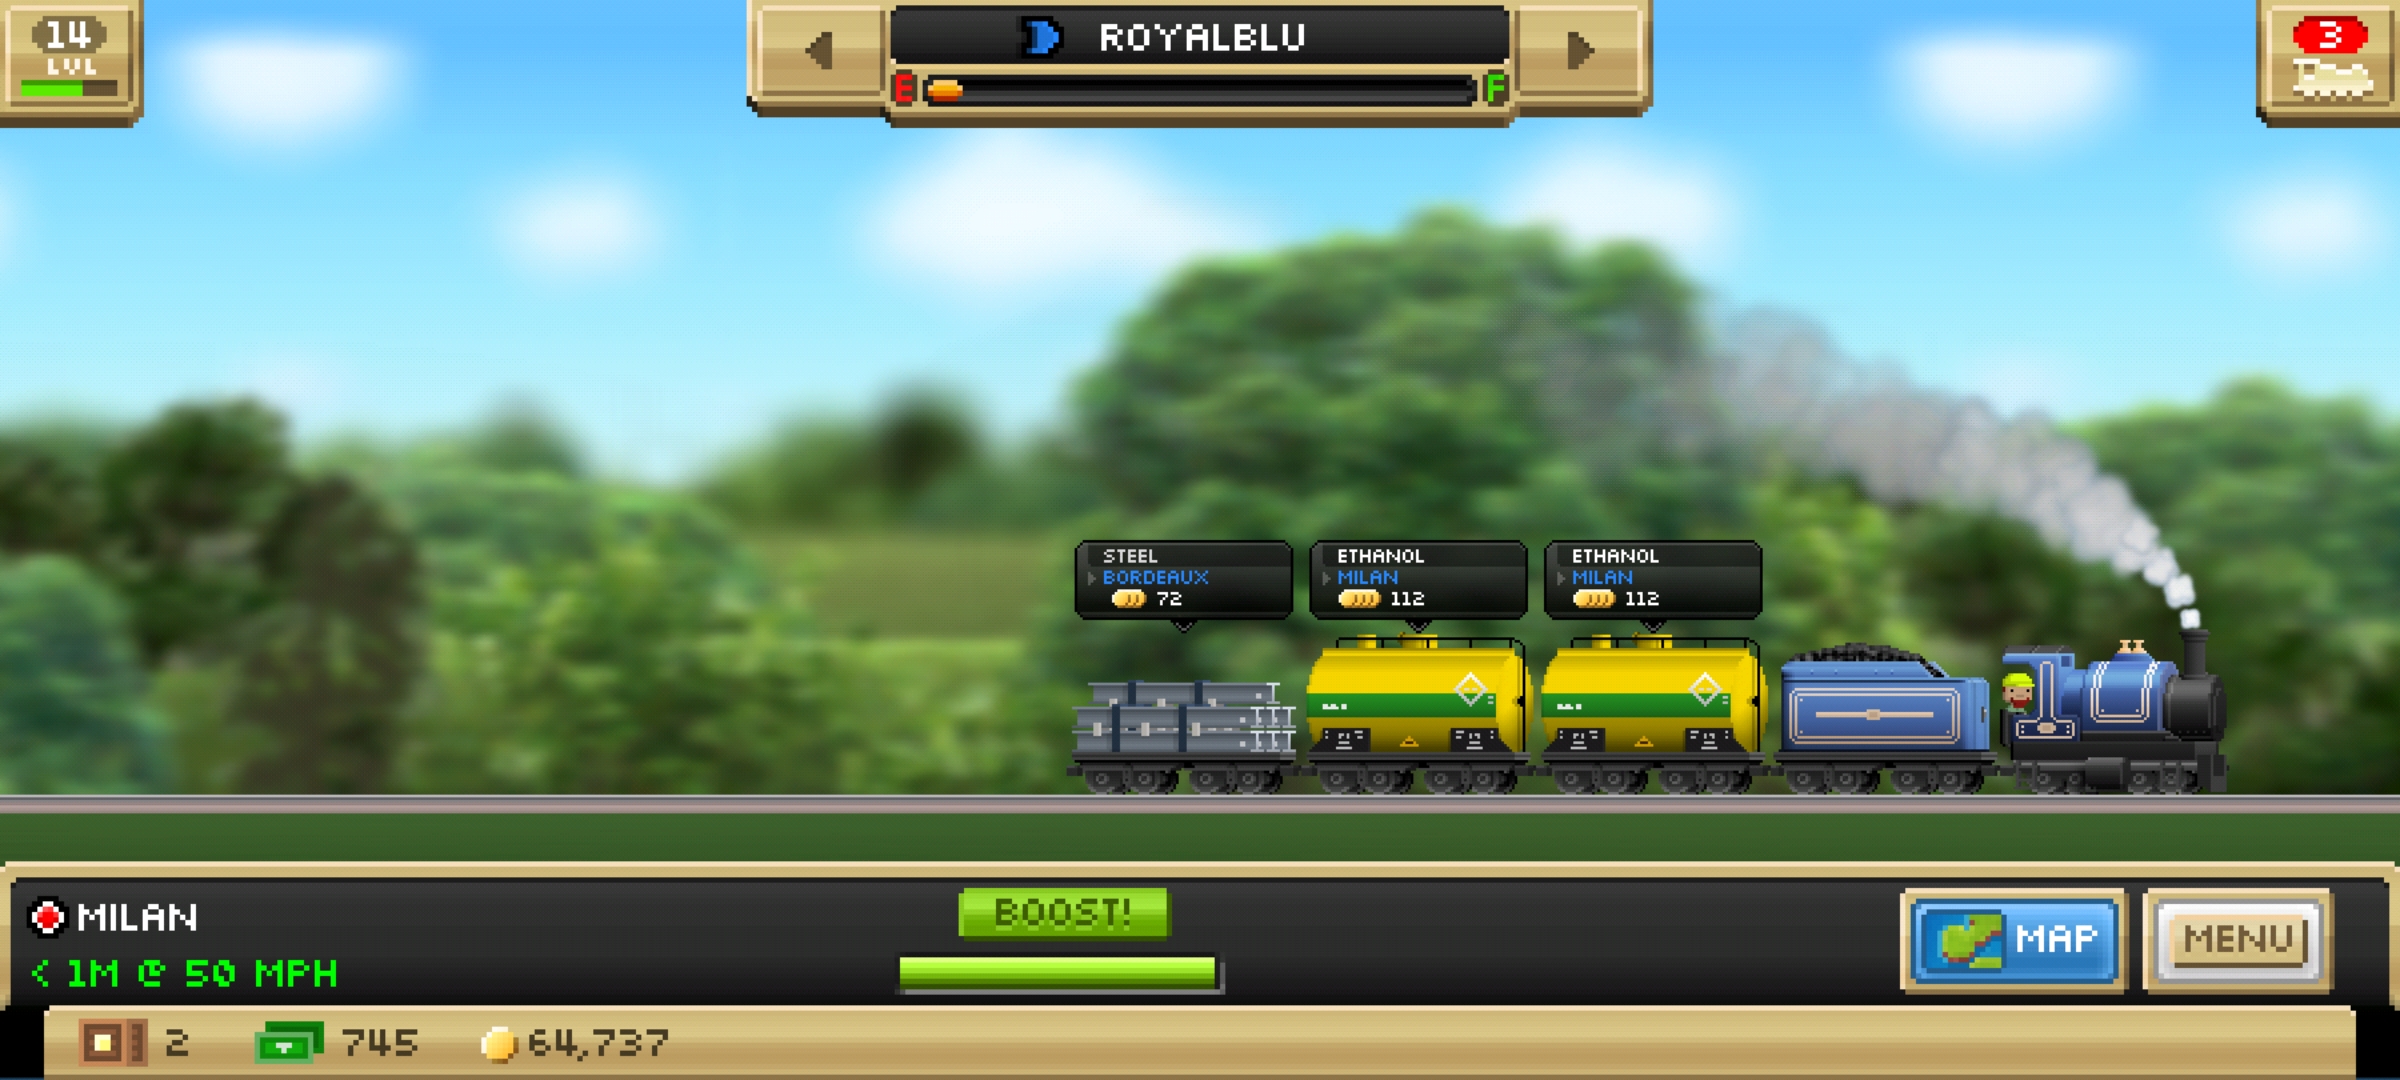 14
LVL
ROYALBLU
E F
3
STEEL
BORDEAUX
72
ETHANOL
MILAN
112
ETHANOL
MILAN
112
MILAN
< 1M @ 50 MPH
BOOST!
MAP
MENU
2
745
64,737